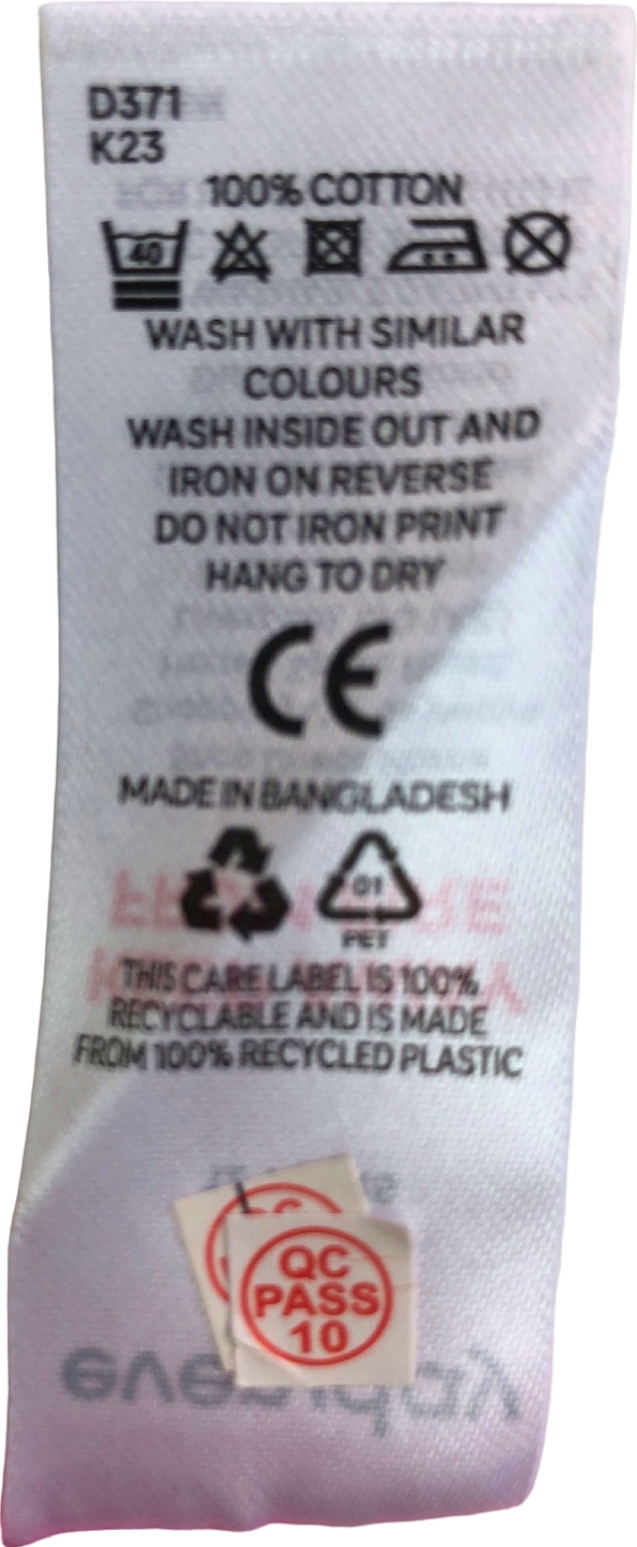 D371
K23
100% COTTON
40
WASH WITH SIMILAR
COLOURS
WASH INSIDE OUT AND
IRON ON REVERSE
DO NOT IRON PRINT
HANG TO DRY
CE
MADE IN BANGLADESH
01
PET
THIS CARE LABEL IS 100%
RECYCLABLE AND IS MADE
FROM 100% RECYCLED PLASTIC
QC
PASS
10
everyday